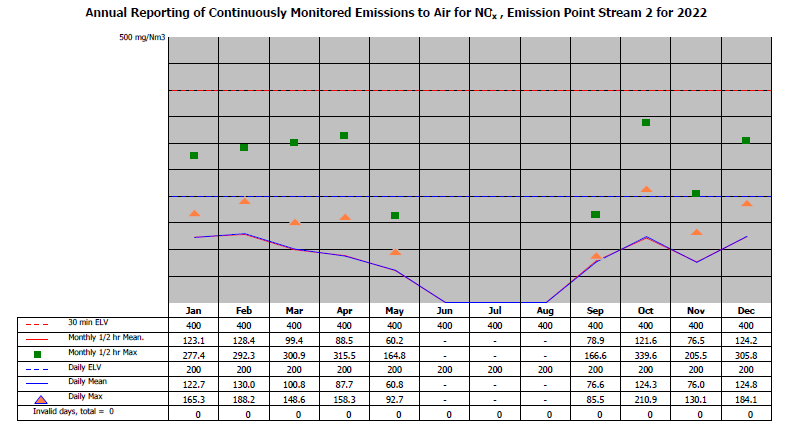 Annual Reporting of Continuously Monitored Emissions to Air for NOx , Emission Point Stream 2 for 2022
500 mg/Nm3
Jan Feb Mar Apr May Jun Jul Aug Sep Oct Nov Dec
30 min ELV 400 400 400 400 400 400 400 400 400 400 400 400
Monthly 1/2 hr Mean. 123.1 128.4 99.4 88.5 60.2 - - - 78.9 121.6 76.5 124.2
Monthly 1/2 hr Max 277.4 292.3 300.9 315.5 164.8 - - - 166.6 339.6 205.5 305.8
Daily ELV 200 200 200 200 200 200 200 200 200 200 200 200
Daily Mean 122.7 130.0 100.8 87.7 60.8 - - - 76.6 124.3 76.0 124.8
Daily Max 165.3 188.2 148.6 158.3 92.7 - - - 85.5 210.9 130.1 184.1
Invalid days, total = 0 0 0 0 0 0 0 0 0 0 0 0 0